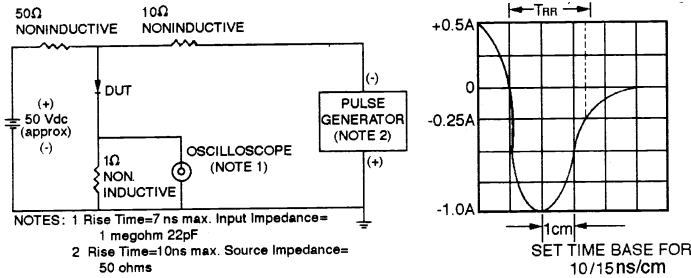 50Ω
NONINDUCTIVE
10Ω
NONINDUCTIVE
DUT
(+)
50 Vdc
(approx)
(-)
1Ω
NON.
INDUCTIVE
OSCILLOSCOPE
(NOTE 1)
(-)
PULSE
GENERATOR
(NOTE 2)
(+)
NOTES: 1 Rise Time=7 ns max. Input Impedance=
1 megohm 22pF
2 Rise Time=10ns max. Source Impedance=
50 ohms
TRR
+0.5A
0
-0.25A
-1.0A
1cm
SET TIME BASE FOR
10/15ns/cm